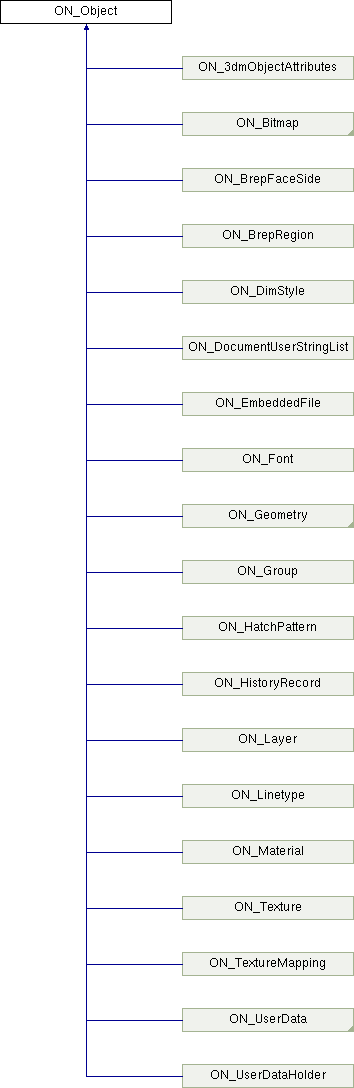 ON_Object
ON_3dmObjectAttributes
ON_Bitmap
ON_BrepFaceSide
ON_BrepRegion
ON_DimStyle
ON_DocumentUserStringList
ON_EmbeddedFile
ON_Font
ON_Geometry
ON_Group
ON_HatchPattern
ON_HistoryRecord
ON_Layer
ON_Linetype
ON_Material
ON_Texture
ON_TextureMapping
ON_UserData
ON_UserDataHolder